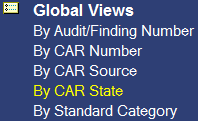 Global Views
By Audit/Finding Number
By CAR Number
By CAR Source
By CAR State
By Standard Category